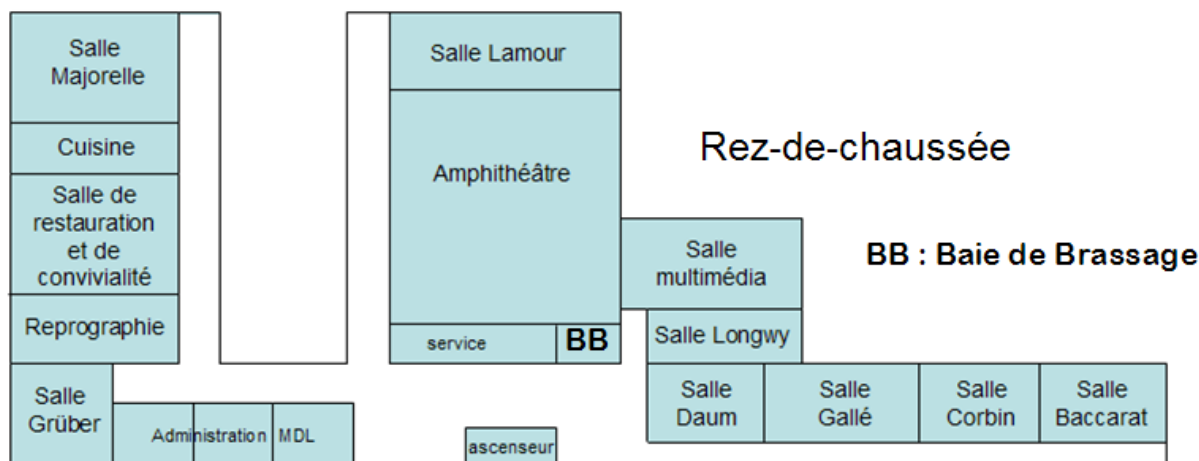 Salle
Majorelle
Cuisine
Salle de
restauration
et de
convivialité
Reprographie
Salle
Grüber
Administration
MDL
Salle Lamour
Amphithéâtre
service
BB
ascenseur
Rez-de-chaussée
BB : Baie de Brassage
Salle
multimédia
Salle Longwy
Salle
Daum
Salle
Gallé
Salle
Corbin
Salle
Baccarat